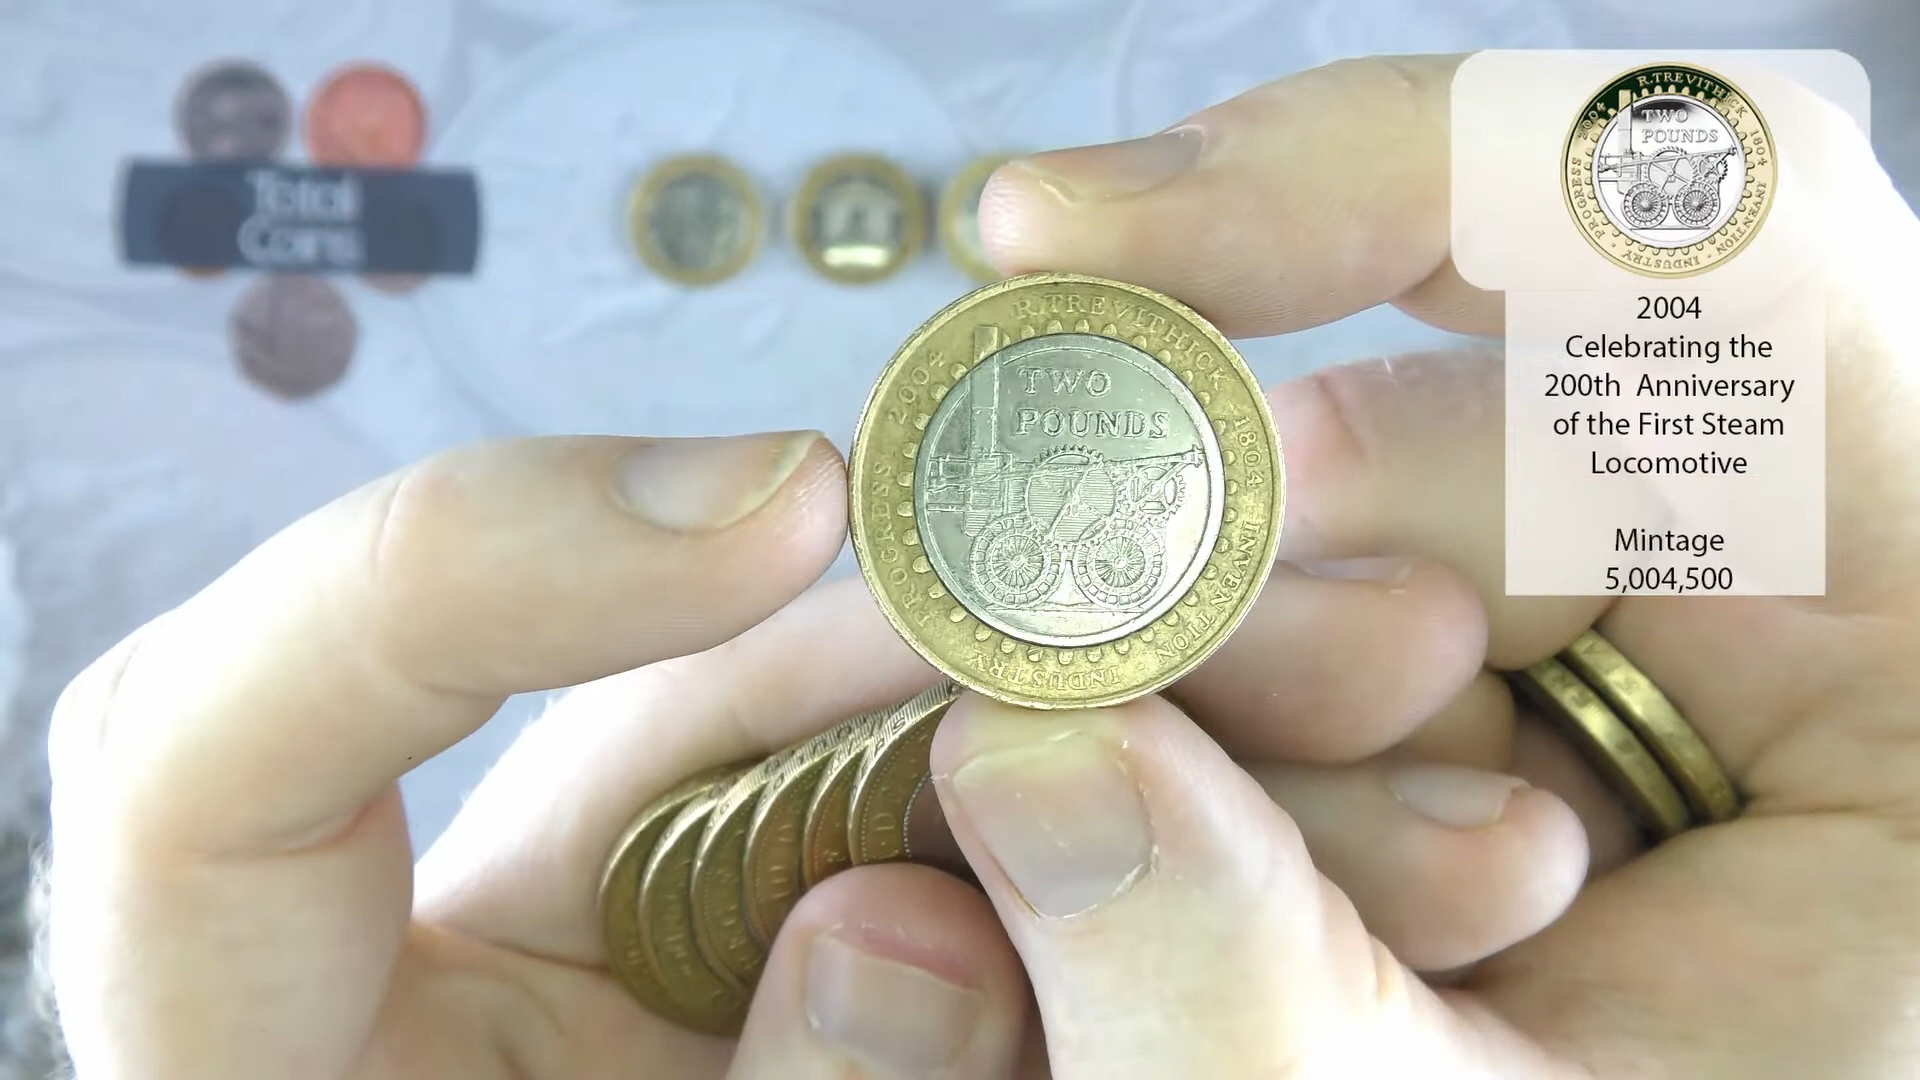 Total
Coins
R.TREVITHICK
2004
1804
TWO
POUNDS
PROGRESS
INVENTION
INDUSTRY
R.TREVITHICK
2004
1804
TWO
POUNDS
PROGRESS
INVENTION
INDUSTRY
2004
Celebrating the
200th Anniversary
of the First Steam
Locomotive
Mintage
5,004,500